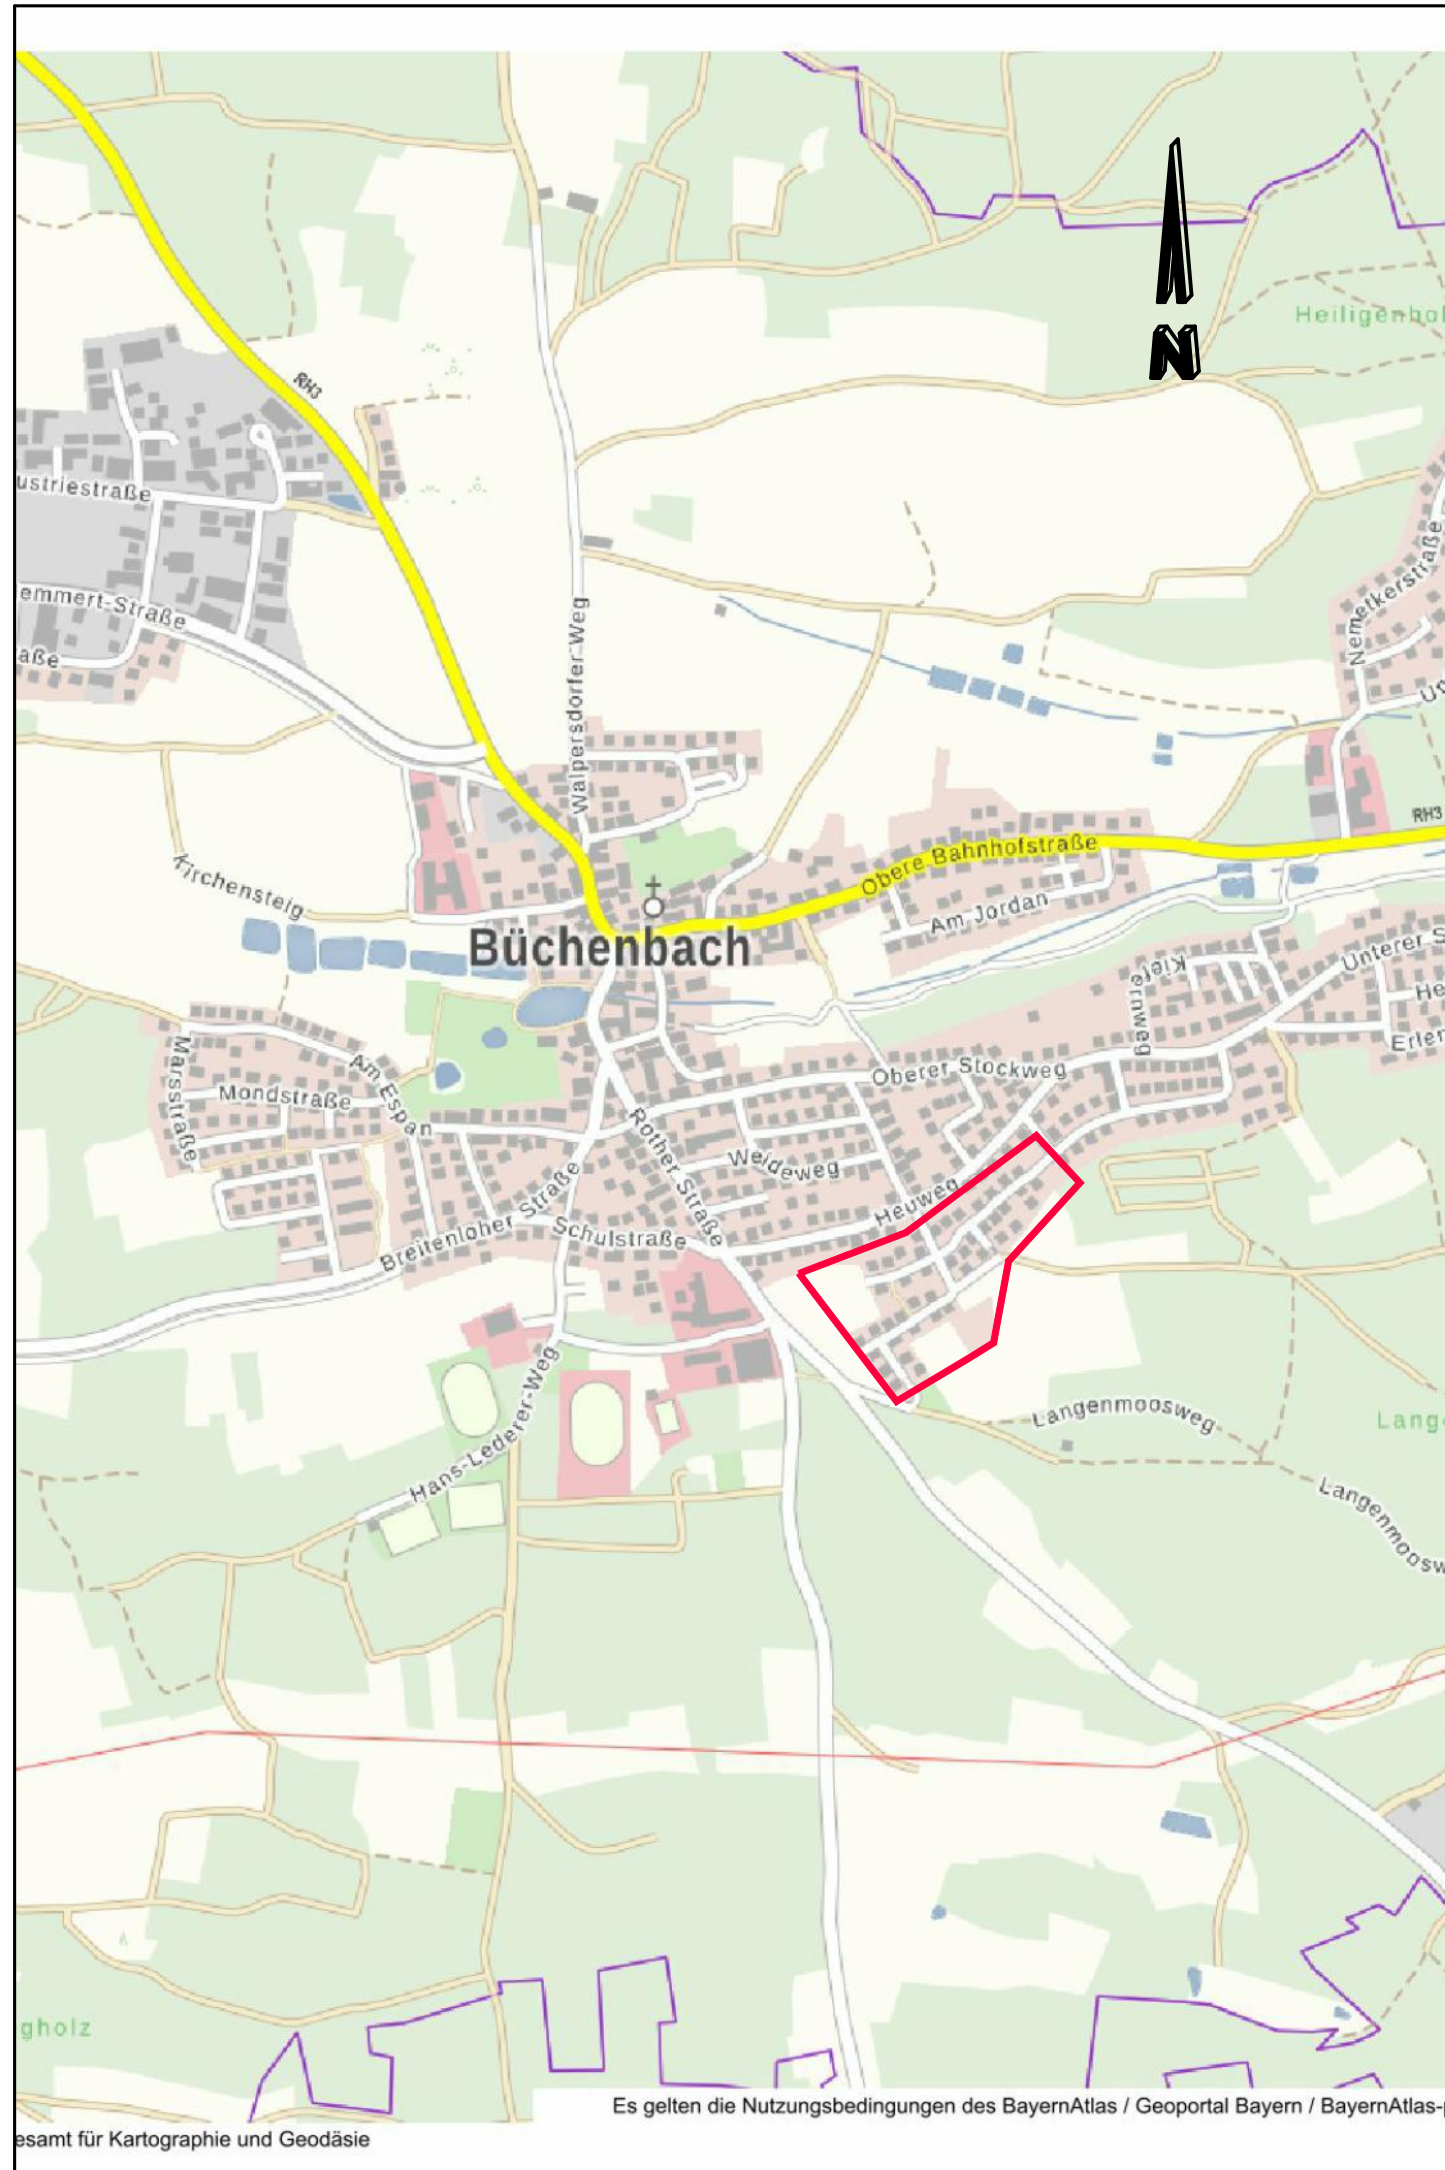 N
Heiligenhol
RH3
ustriestraße
Nemetkerstraße
emmert-Straße
aße
Walpersdorfer Weg
RH3
Obere Bahnhofstraße
Kirchensteig
Am Jordan
Büchenbach
Unterer S
Kiefernweg
He
Erler
Marsstraße
Am Espan
Mondstraße
Oberer Stockweg
Rother Straße
Weideweg
Heuweg
Breitenloher Straße
Schulstraße
Hans-Lederer-Weg
Langenmoosweg
Lang
Langenmoosw
gholz
Es gelten die Nutzungsbedingungen des BayernAtlas / Geoportal Bayern / BayernAtlas-p
esamt für Kartographie und Geodäsie